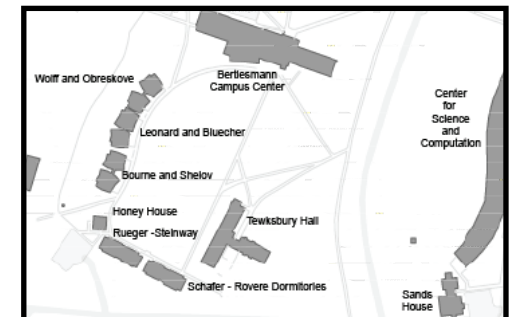 Wolff and Obreskove
Bertlesmann
Campus Center
Center
for
Science
and
Computation
Leonard and Bluecher
Bourne and Shelov
Honey House
Rueger -Steinway
Tewksbury Hall
Schafer - Rovere Dormitories
Sands
House